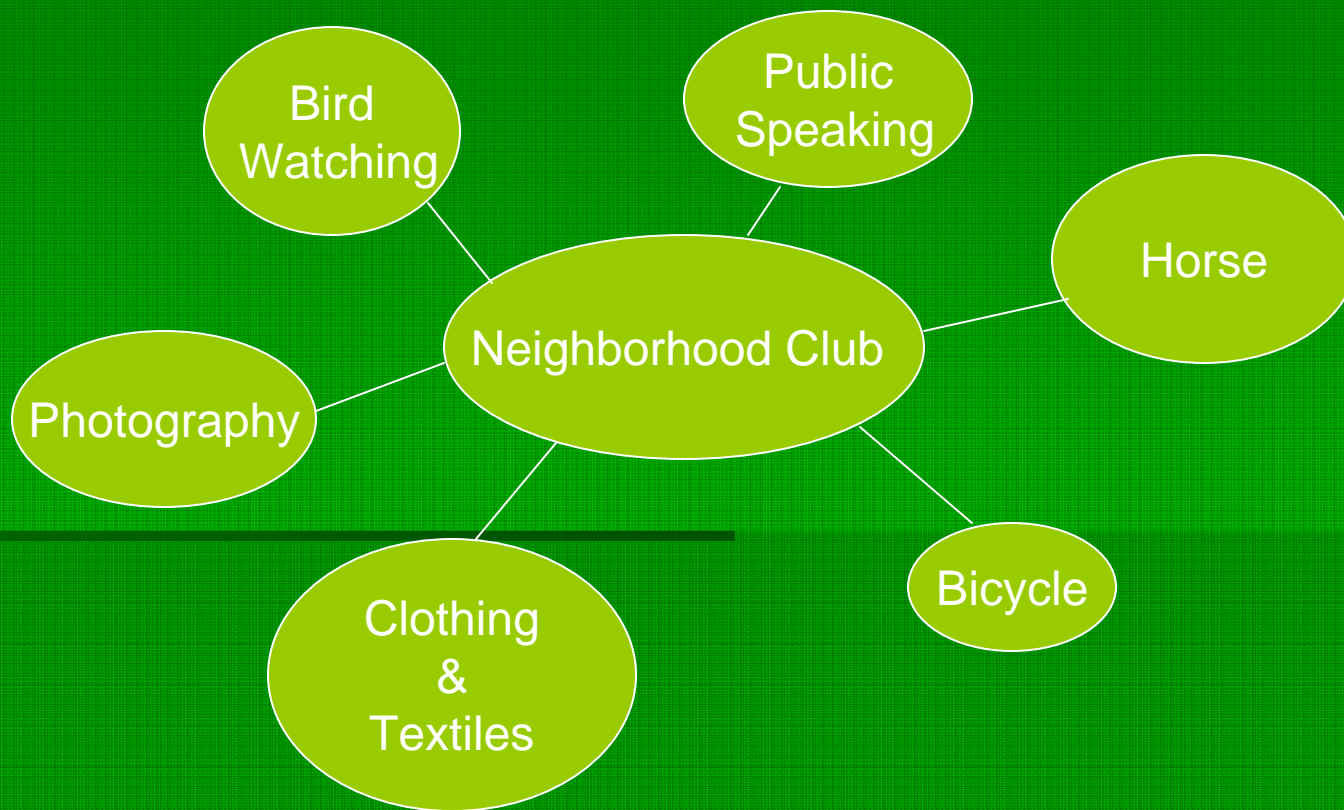 Bird
Watching
Public
Speaking
Horse
Neighborhood Club
Photography
Bicycle
Clothing
&
Textiles